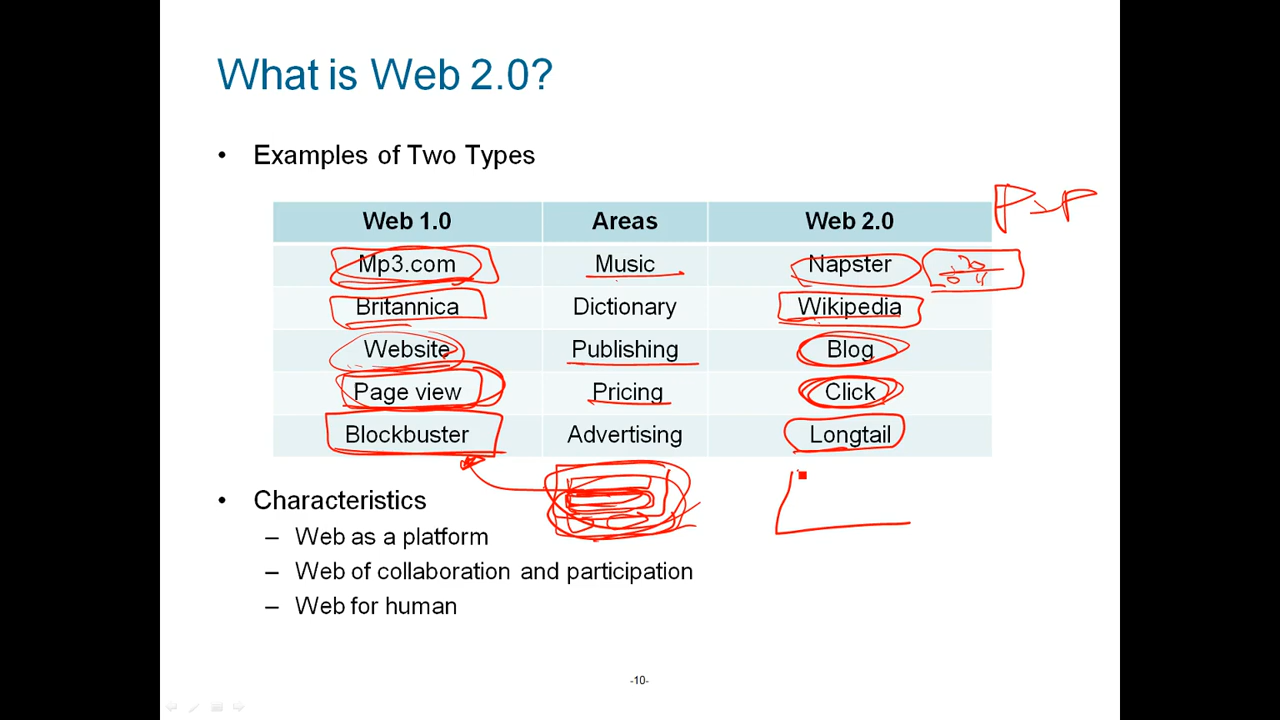 What is Web 2.0?
• Examples of Two Types
Web 1.0 Areas Web 2.0
P2P
Mp3.com Music Napster
Britannica Dictionary Wikipedia
Website Publishing Blog
Page view Pricing Click
Blockbuster Advertising Longtail
• Characteristics
– Web as a platform
– Web of collaboration and participation
– Web for human
-10-